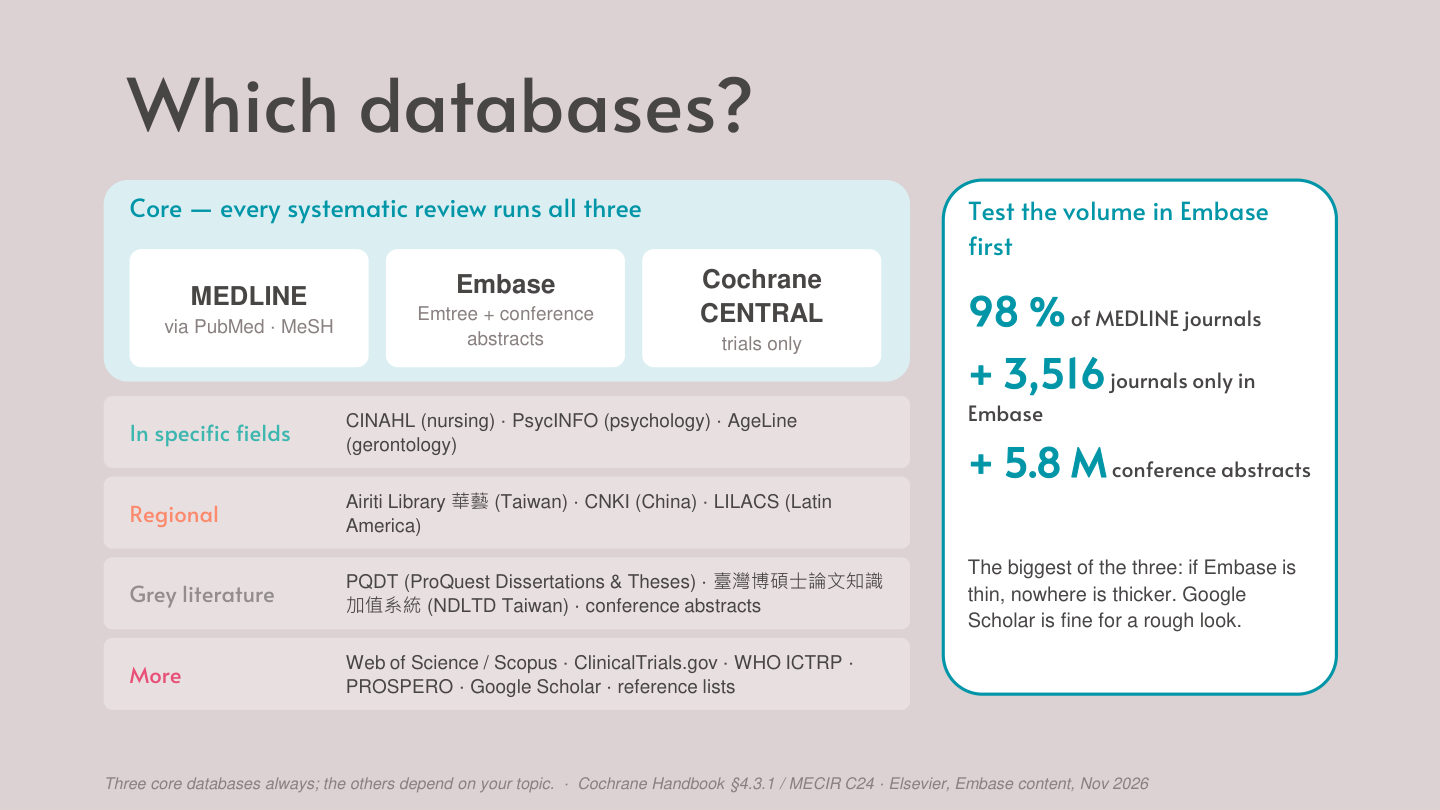 Which databases?
Core — every systematic review runs all three
MEDLINE
via PubMed · MeSH
Embase
Emtree + conference
abstracts
Cochrane
CENTRAL
trials only
In specific fields
CINAHL (nursing) · PsycINFO (psychology) · AgeLine
(gerontology)
Regional
Airiti Library 華藝 (Taiwan) · CNKI (China) · LILACS (Latin
America)
Grey literature
PQDT (ProQuest Dissertations & Theses) · 臺灣博碩士論文知識
加值系統 (NDLTD Taiwan) · conference abstracts
More
Web of Science / Scopus · ClinicalTrials.gov · WHO ICTRP ·
PROSPERO · Google Scholar · reference lists
Test the volume in Embase
first
98 % of MEDLINE journals
+ 3,516 journals only in
Embase
+ 5.8 M conference abstracts
The biggest of the three: if Embase is
thin, nowhere is thicker. Google
Scholar is fine for a rough look.
Three core databases always; the others depend on your topic. · Cochrane Handbook §4.3.1 / MECIR C24 · Elsevier, Embase content, Nov 2026